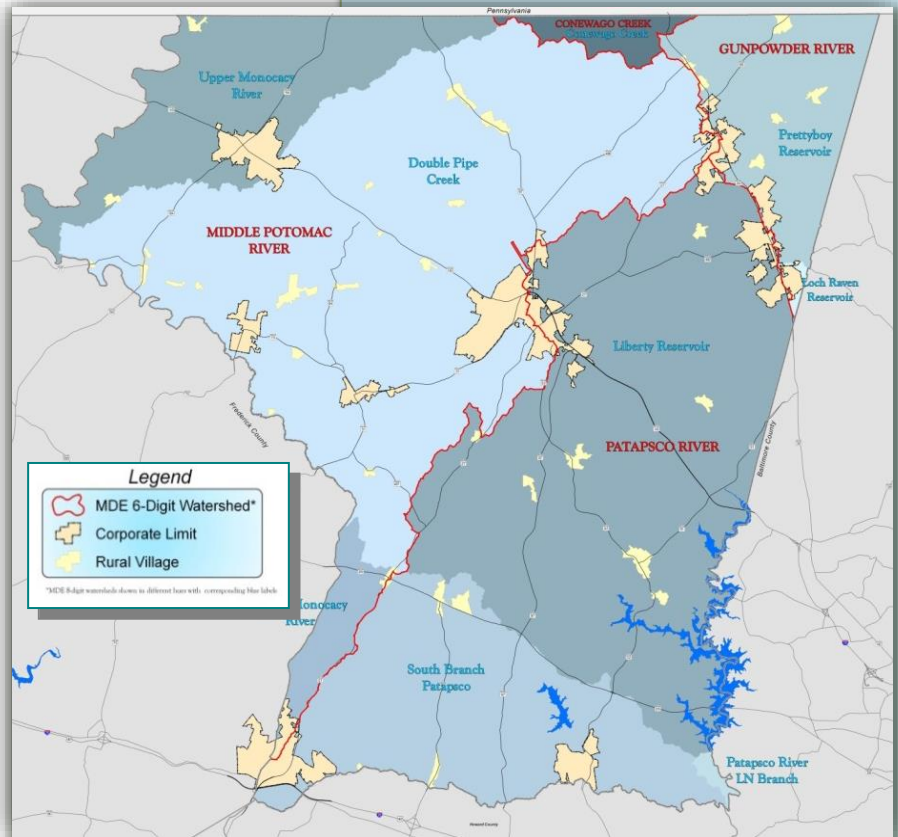 Pennsylvania
CONEWAGO CREEK
Conewago Creek
GUNPOWDER RIVER
Upper Monocacy
River
Prettyboy
Reservoir
Double Pipe
Creek
MIDDLE POTOMAC
RIVER
Loch Raven
Reservoir
Liberty Reservoir
Frederick County
PATAPSCO RIVER
Baltimore County
Legend
MDE 6-Digit Watershed*
Corporate Limit
Rural Village
*MDE 8-digit watersheds shown in different hues with corresponding blue labels
Monocacy
River
South Branch
Patapsco
Patapsco River
LN Branch
Howard County